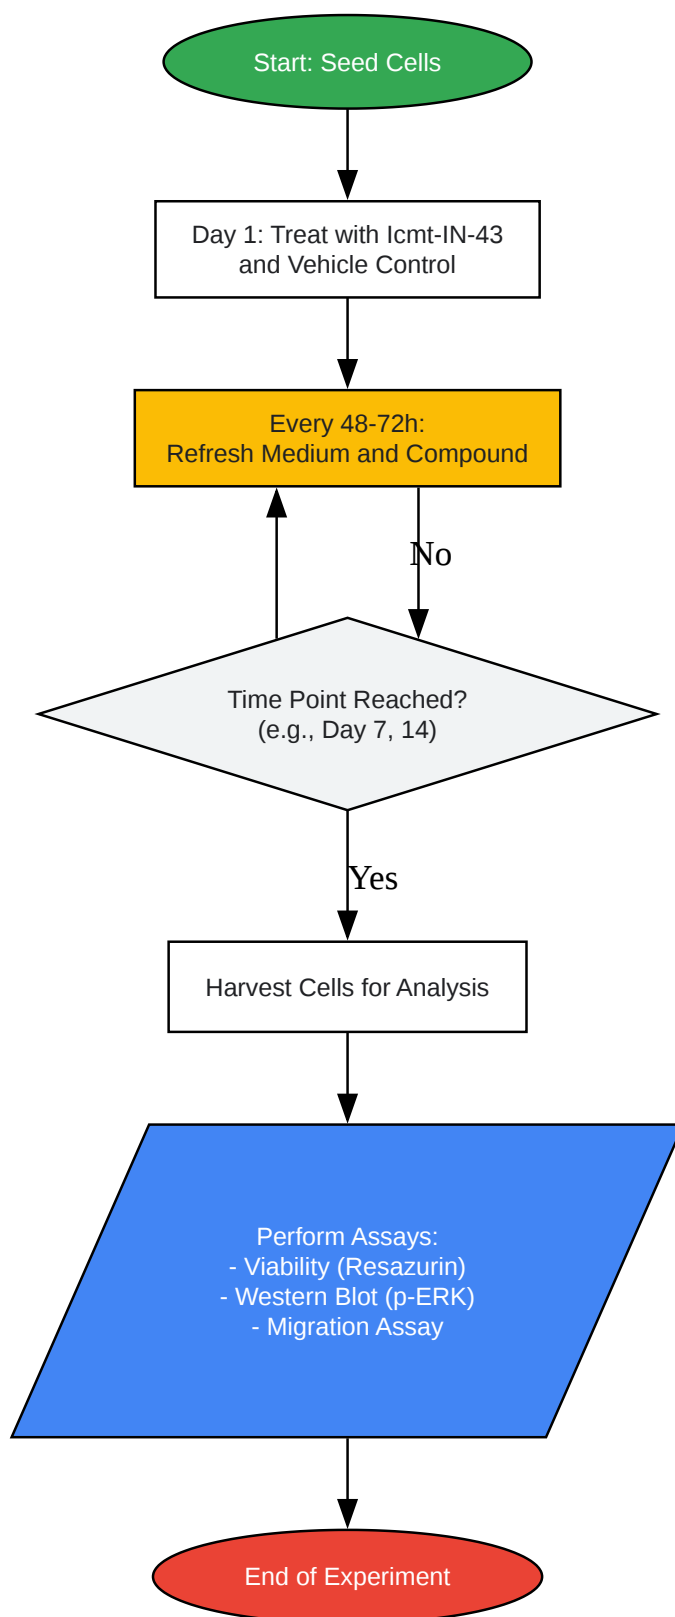 Start: Seed Cells
Day 1: Treat with Icmt-IN-43
and Vehicle Control
Every 48-72h:
Refresh Medium and Compound
No
Time Point Reached?
(e.g., Day 7, 14)
Yes
Harvest Cells for Analysis
Perform Assays:
- Viability (Resazurin)
- Western Blot (p-ERK)
- Migration Assay
End of Experiment